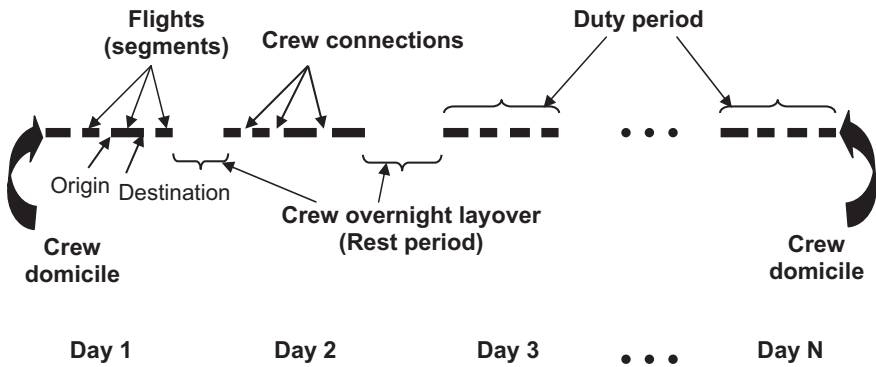 Flights
(segments)
Crew connections
Duty period
Origin
Destination
Crew overnight layover
(Rest period)
Crew
domicile
Crew
domicile
Day 1
Day 2
Day 3
• • •
Day N